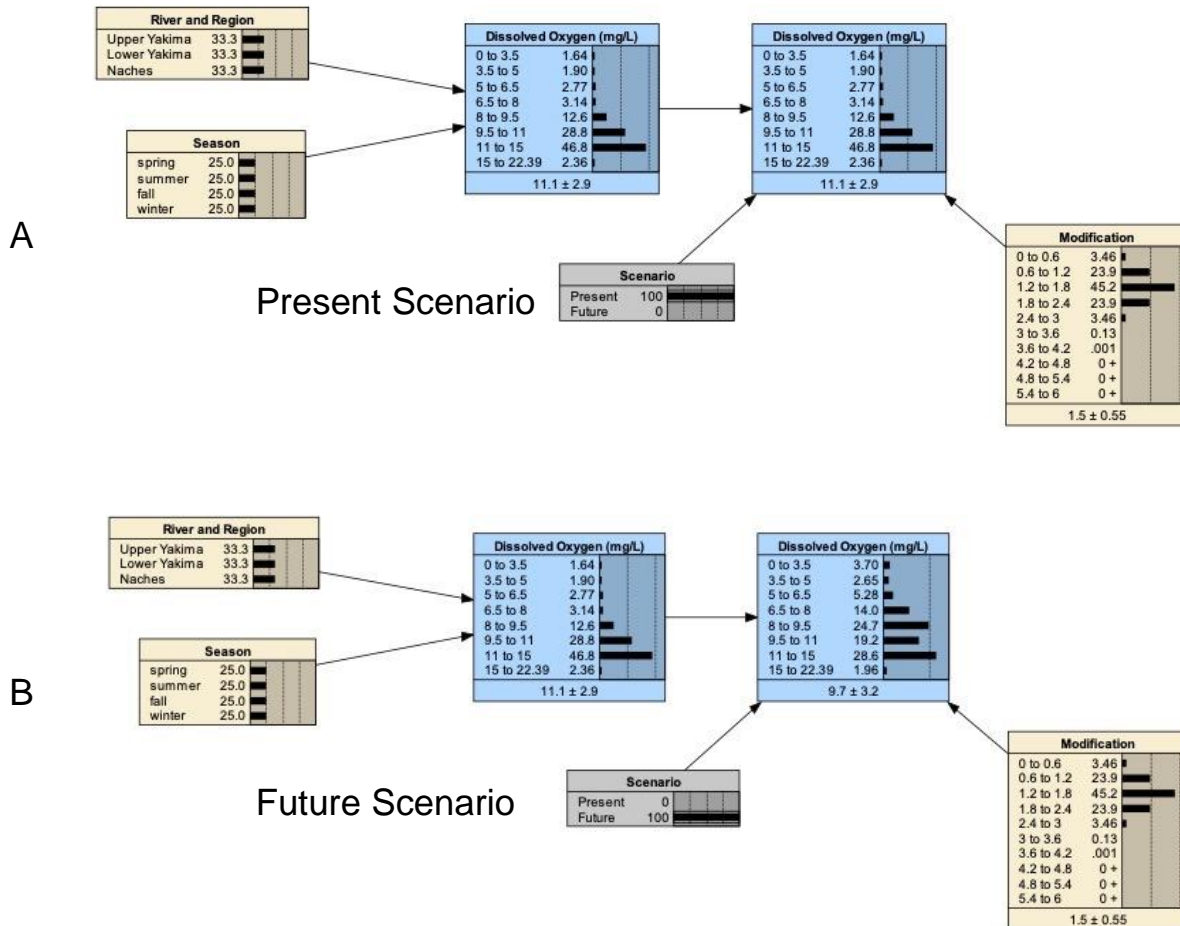 River and Region
Upper Yakima 33.3
Lower Yakima 33.3
Naches 33.3
Season
spring 25.0
summer 25.0
fall 25.0
winter 25.0
Dissolved Oxygen (mg/L)
0 to 3.5 1.64
3.5 to 5 1.90
5 to 6.5 2.77
6.5 to 8 3.14
8 to 9.5 12.6
9.5 to 11 28.8
11 to 15 46.8
15 to 22.39 2.36
11.1 ± 2.9
Dissolved Oxygen (mg/L)
0 to 3.5 1.64
3.5 to 5 1.90
5 to 6.5 2.77
6.5 to 8 3.14
8 to 9.5 12.6
9.5 to 11 28.8
11 to 15 46.8
15 to 22.39 2.36
11.1 ± 2.9
A
Present Scenario
Scenario
Present 100
Future 0
Modification
0 to 0.6 3.46
0.6 to 1.2 23.9
1.2 to 1.8 45.2
1.8 to 2.4 23.9
2.4 to 3 3.46
3 to 3.6 0.13
3.6 to 4.2 .001
4.2 to 4.8 0 +
4.8 to 5.4 0 +
5.4 to 6 0 +
1.5 ± 0.55
River and Region
Upper Yakima 33.3
Lower Yakima 33.3
Naches 33.3
Season
spring 25.0
summer 25.0
fall 25.0
winter 25.0
Dissolved Oxygen (mg/L)
0 to 3.5 1.64
3.5 to 5 1.90
5 to 6.5 2.77
6.5 to 8 3.14
8 to 9.5 12.6
9.5 to 11 28.8
11 to 15 46.8
15 to 22.39 2.36
11.1 ± 2.9
Dissolved Oxygen (mg/L)
0 to 3.5 3.70
3.5 to 5 2.65
5 to 6.5 5.28
6.5 to 8 14.0
8 to 9.5 24.7
9.5 to 11 19.2
11 to 15 28.6
15 to 22.39 1.96
9.7 ± 3.2
B
Future Scenario
Scenario
Present 0
Future 100
Modification
0 to 0.6 3.46
0.6 to 1.2 23.9
1.2 to 1.8 45.2
1.8 to 2.4 23.9
2.4 to 3 3.46
3 to 3.6 0.13
3.6 to 4.2 .001
4.2 to 4.8 0 +
4.8 to 5.4 0 +
5.4 to 6 0 +
1.5 ± 0.55